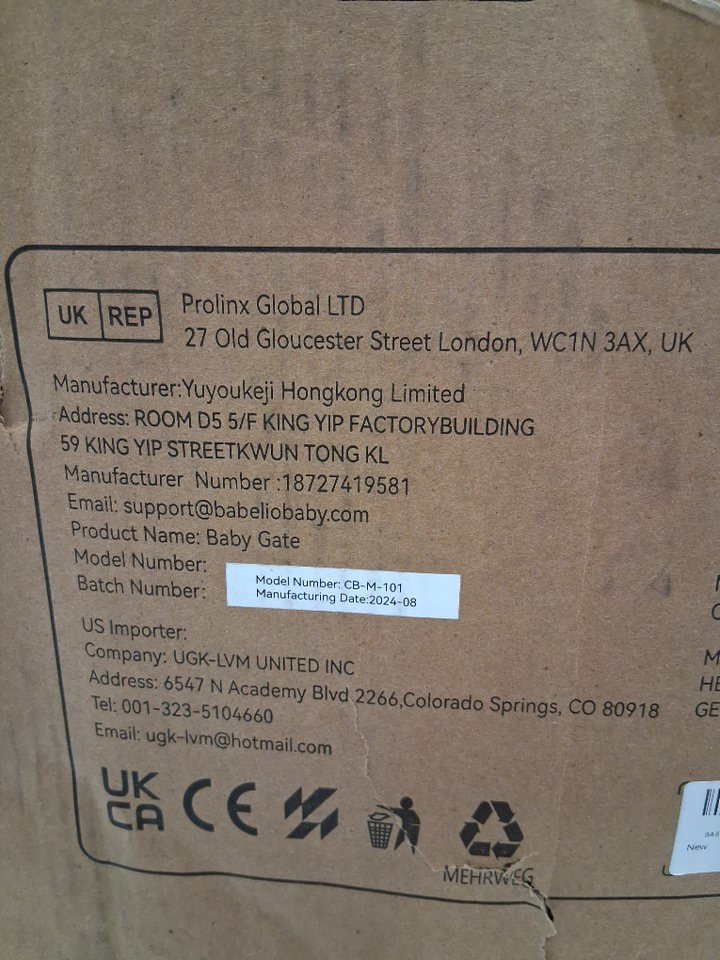 UK REP
Prolinx Global LTD
27 Old Gloucester Street London, WC1N 3AX, UK
Manufacturer:Yuyoukeji Hongkong Limited
Address: ROOM D5 5/F KING YIP FACTORYBUILDING
59 KING YIP STREETKWUN TONG KL
Manufacturer Number :18727419581
Email: support@babeliobaby.com
Product Name: Baby Gate
Model Number:
Batch Number:
Model Number: CB-M-101
Manufacturing Date:2024-08
US Importer:
Company: UGK-LVM UNITED INC
Address: 6547 N Academy Blvd 2266,Colorado Springs, CO 80918
Tel: 001-323-5104660
Email: ugk-lvm@hotmail.com
UK
CA
CE
MEHRWEG
New